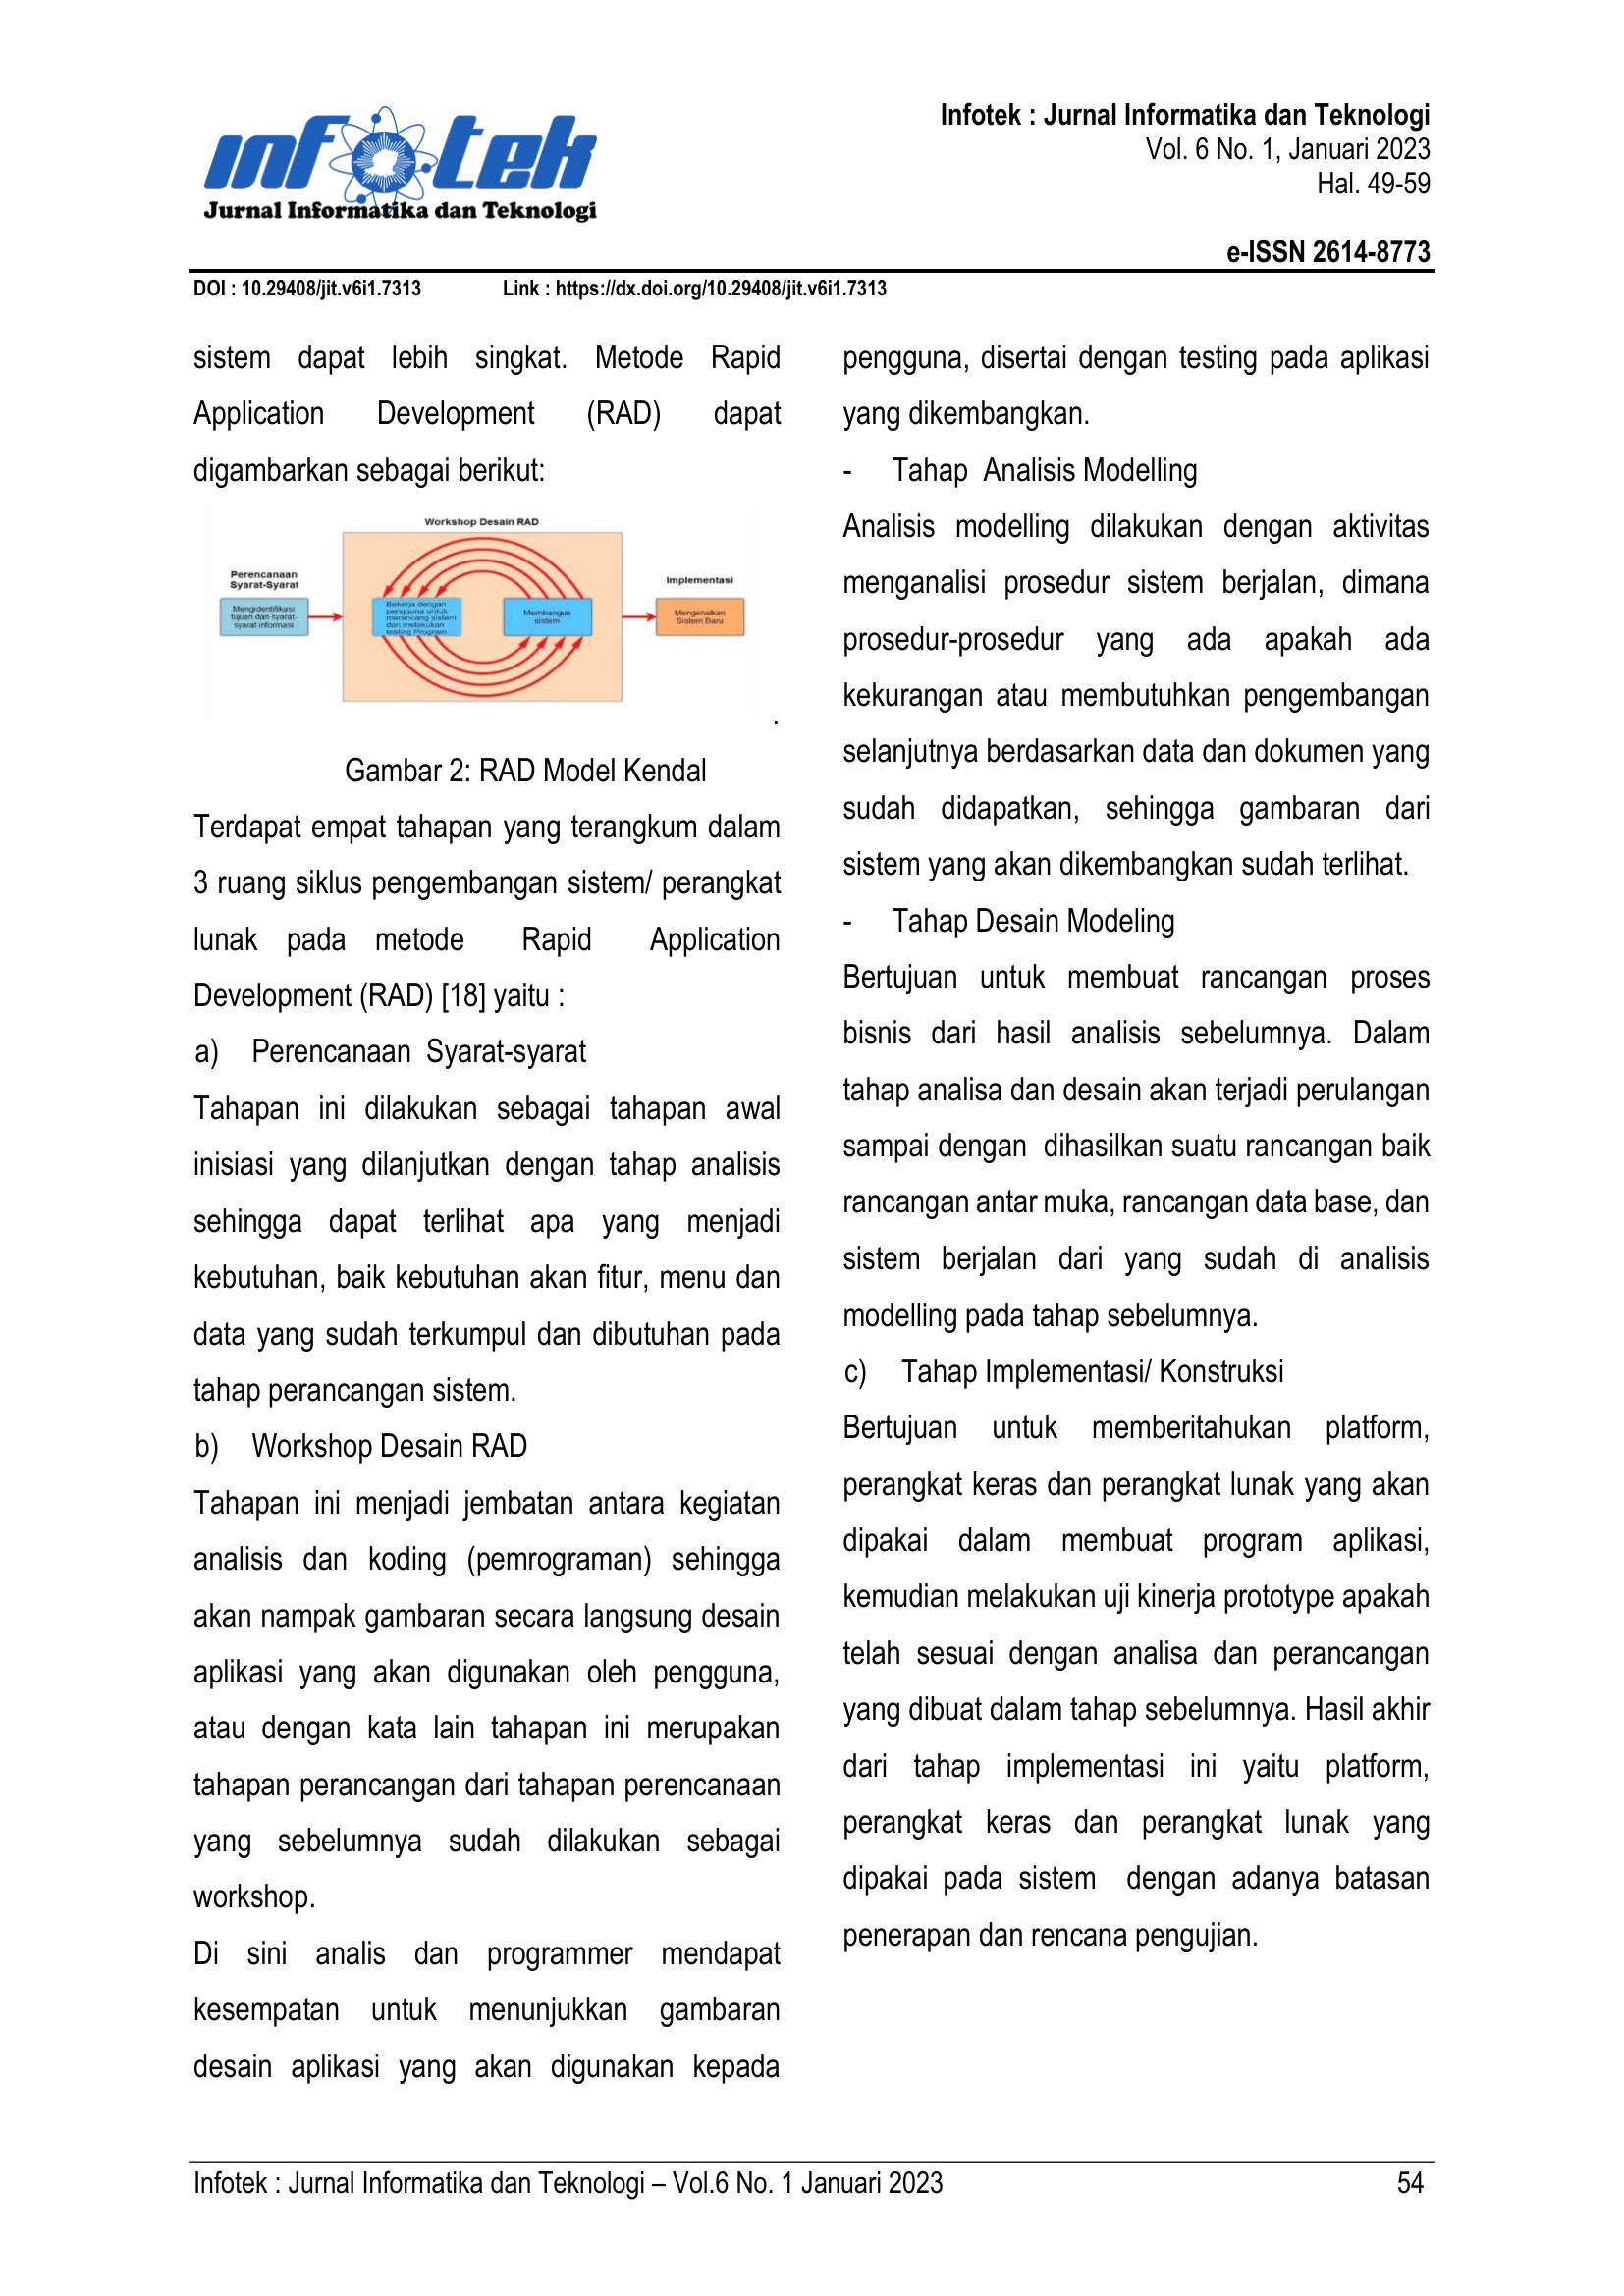 infotek
Jurnal Informatika dan Teknologi
Infotek : Jurnal Informatika dan Teknologi
Vol. 6 No. 1, Januari 2023
Hal. 49-59
e-ISSN 2614-8773
DOI : 10.29408/jit.v6i1.7313 Link : https://dx.doi.org/10.29408/jit.v6i1.7313
sistem dapat lebih singkat. Metode Rapid
Application Development (RAD) dapat
digambarkan sebagai berikut:
Workshop Desain RAD
Perencanaan
Syarat-Syarat
Mengidentifikasi
tujuan dan syarat-
syarat informasi
Bekerja dengan
pengguna untuk
merancang sistem
dan melakukan
testing Program
Membangun
sistem
Implementasi
Mengenalkan
Sistem Baru
.
Gambar 2: RAD Model Kendal
Terdapat empat tahapan yang terangkum dalam
3 ruang siklus pengembangan sistem/ perangkat
lunak pada metode Rapid Application
Development (RAD) [18] yaitu :
a) Perencanaan Syarat-syarat
Tahapan ini dilakukan sebagai tahapan awal
inisiasi yang dilanjutkan dengan tahap analisis
sehingga dapat terlihat apa yang menjadi
kebutuhan, baik kebutuhan akan fitur, menu dan
data yang sudah terkumpul dan dibutuhan pada
tahap perancangan sistem.
b) Workshop Desain RAD
Tahapan ini menjadi jembatan antara kegiatan
analisis dan koding (pemrograman) sehingga
akan nampak gambaran secara langsung desain
aplikasi yang akan digunakan oleh pengguna,
atau dengan kata lain tahapan ini merupakan
tahapan perancangan dari tahapan perencanaan
yang sebelumnya sudah dilakukan sebagai
workshop.
Di sini analis dan programmer mendapat
kesempatan untuk menunjukkan gambaran
desain aplikasi yang akan digunakan kepada
pengguna, disertai dengan testing pada aplikasi
yang dikembangkan.
- Tahap Analisis Modelling
Analisis modelling dilakukan dengan aktivitas
menganalisi prosedur sistem berjalan, dimana
prosedur-prosedur yang ada apakah ada
kekurangan atau membutuhkan pengembangan
selanjutnya berdasarkan data dan dokumen yang
sudah didapatkan, sehingga gambaran dari
sistem yang akan dikembangkan sudah terlihat.
- Tahap Desain Modeling
Bertujuan untuk membuat rancangan proses
bisnis dari hasil analisis sebelumnya. Dalam
tahap analisa dan desain akan terjadi perulangan
sampai dengan dihasilkan suatu rancangan baik
rancangan antar muka, rancangan data base, dan
sistem berjalan dari yang sudah di analisis
modelling pada tahap sebelumnya.
c) Tahap Implementasi/ Konstruksi
Bertujuan untuk memberitahukan platform,
perangkat keras dan perangkat lunak yang akan
dipakai dalam membuat program aplikasi,
kemudian melakukan uji kinerja prototype apakah
telah sesuai dengan analisa dan perancangan
yang dibuat dalam tahap sebelumnya. Hasil akhir
dari tahap implementasi ini yaitu platform,
perangkat keras dan perangkat lunak yang
dipakai pada sistem dengan adanya batasan
penerapan dan rencana pengujian.
Infotek : Jurnal Informatika dan Teknologi – Vol.6 No. 1 Januari 2023 54